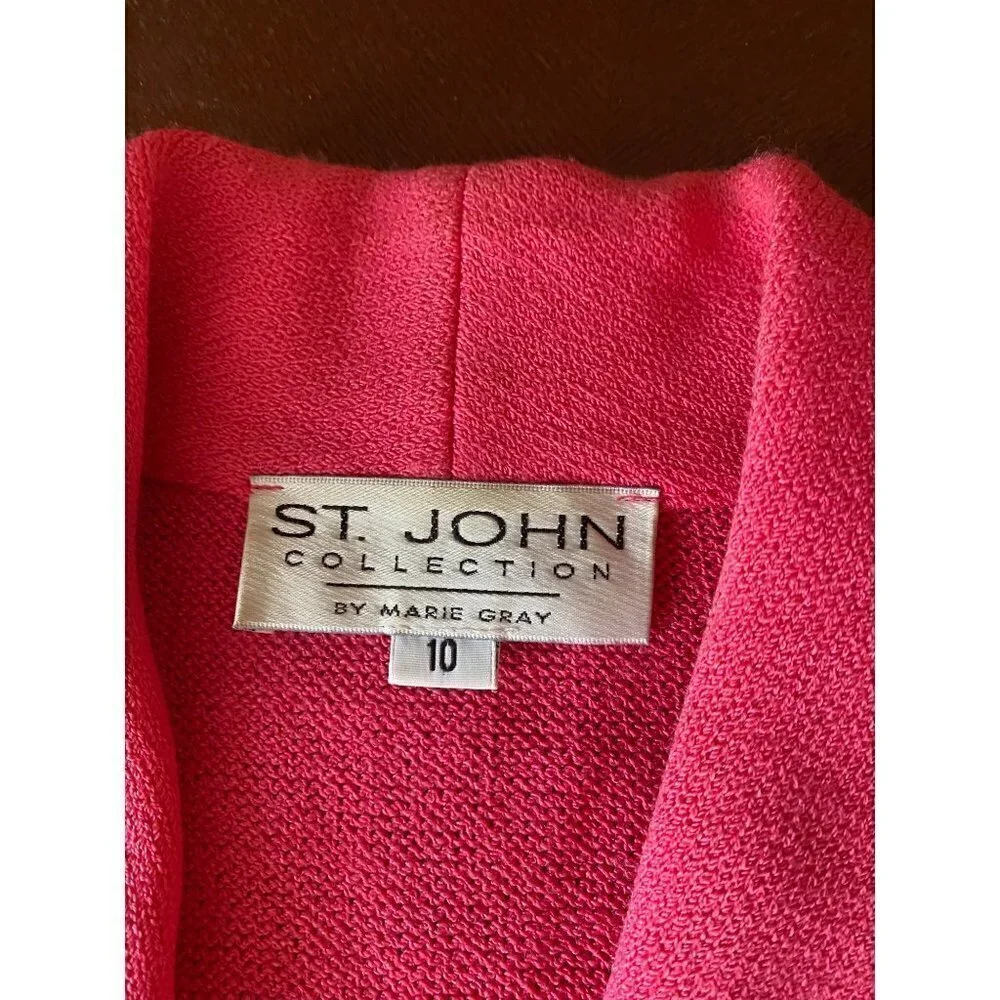 ST. JOHN
COLLECTION
BY MARIE GRAY
10